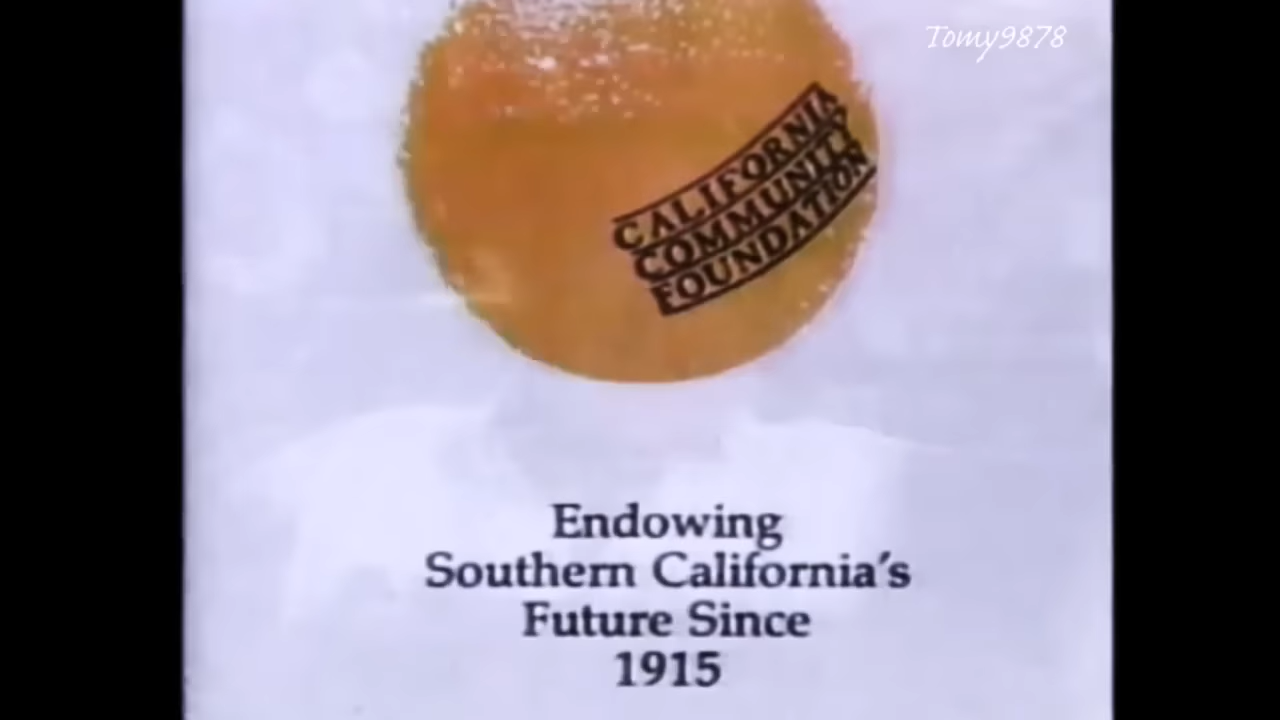 Tomy9878
CALIFORNIA
COMMUNITY
FOUNDATION
Endowing
Southern California's
Future Since
1915